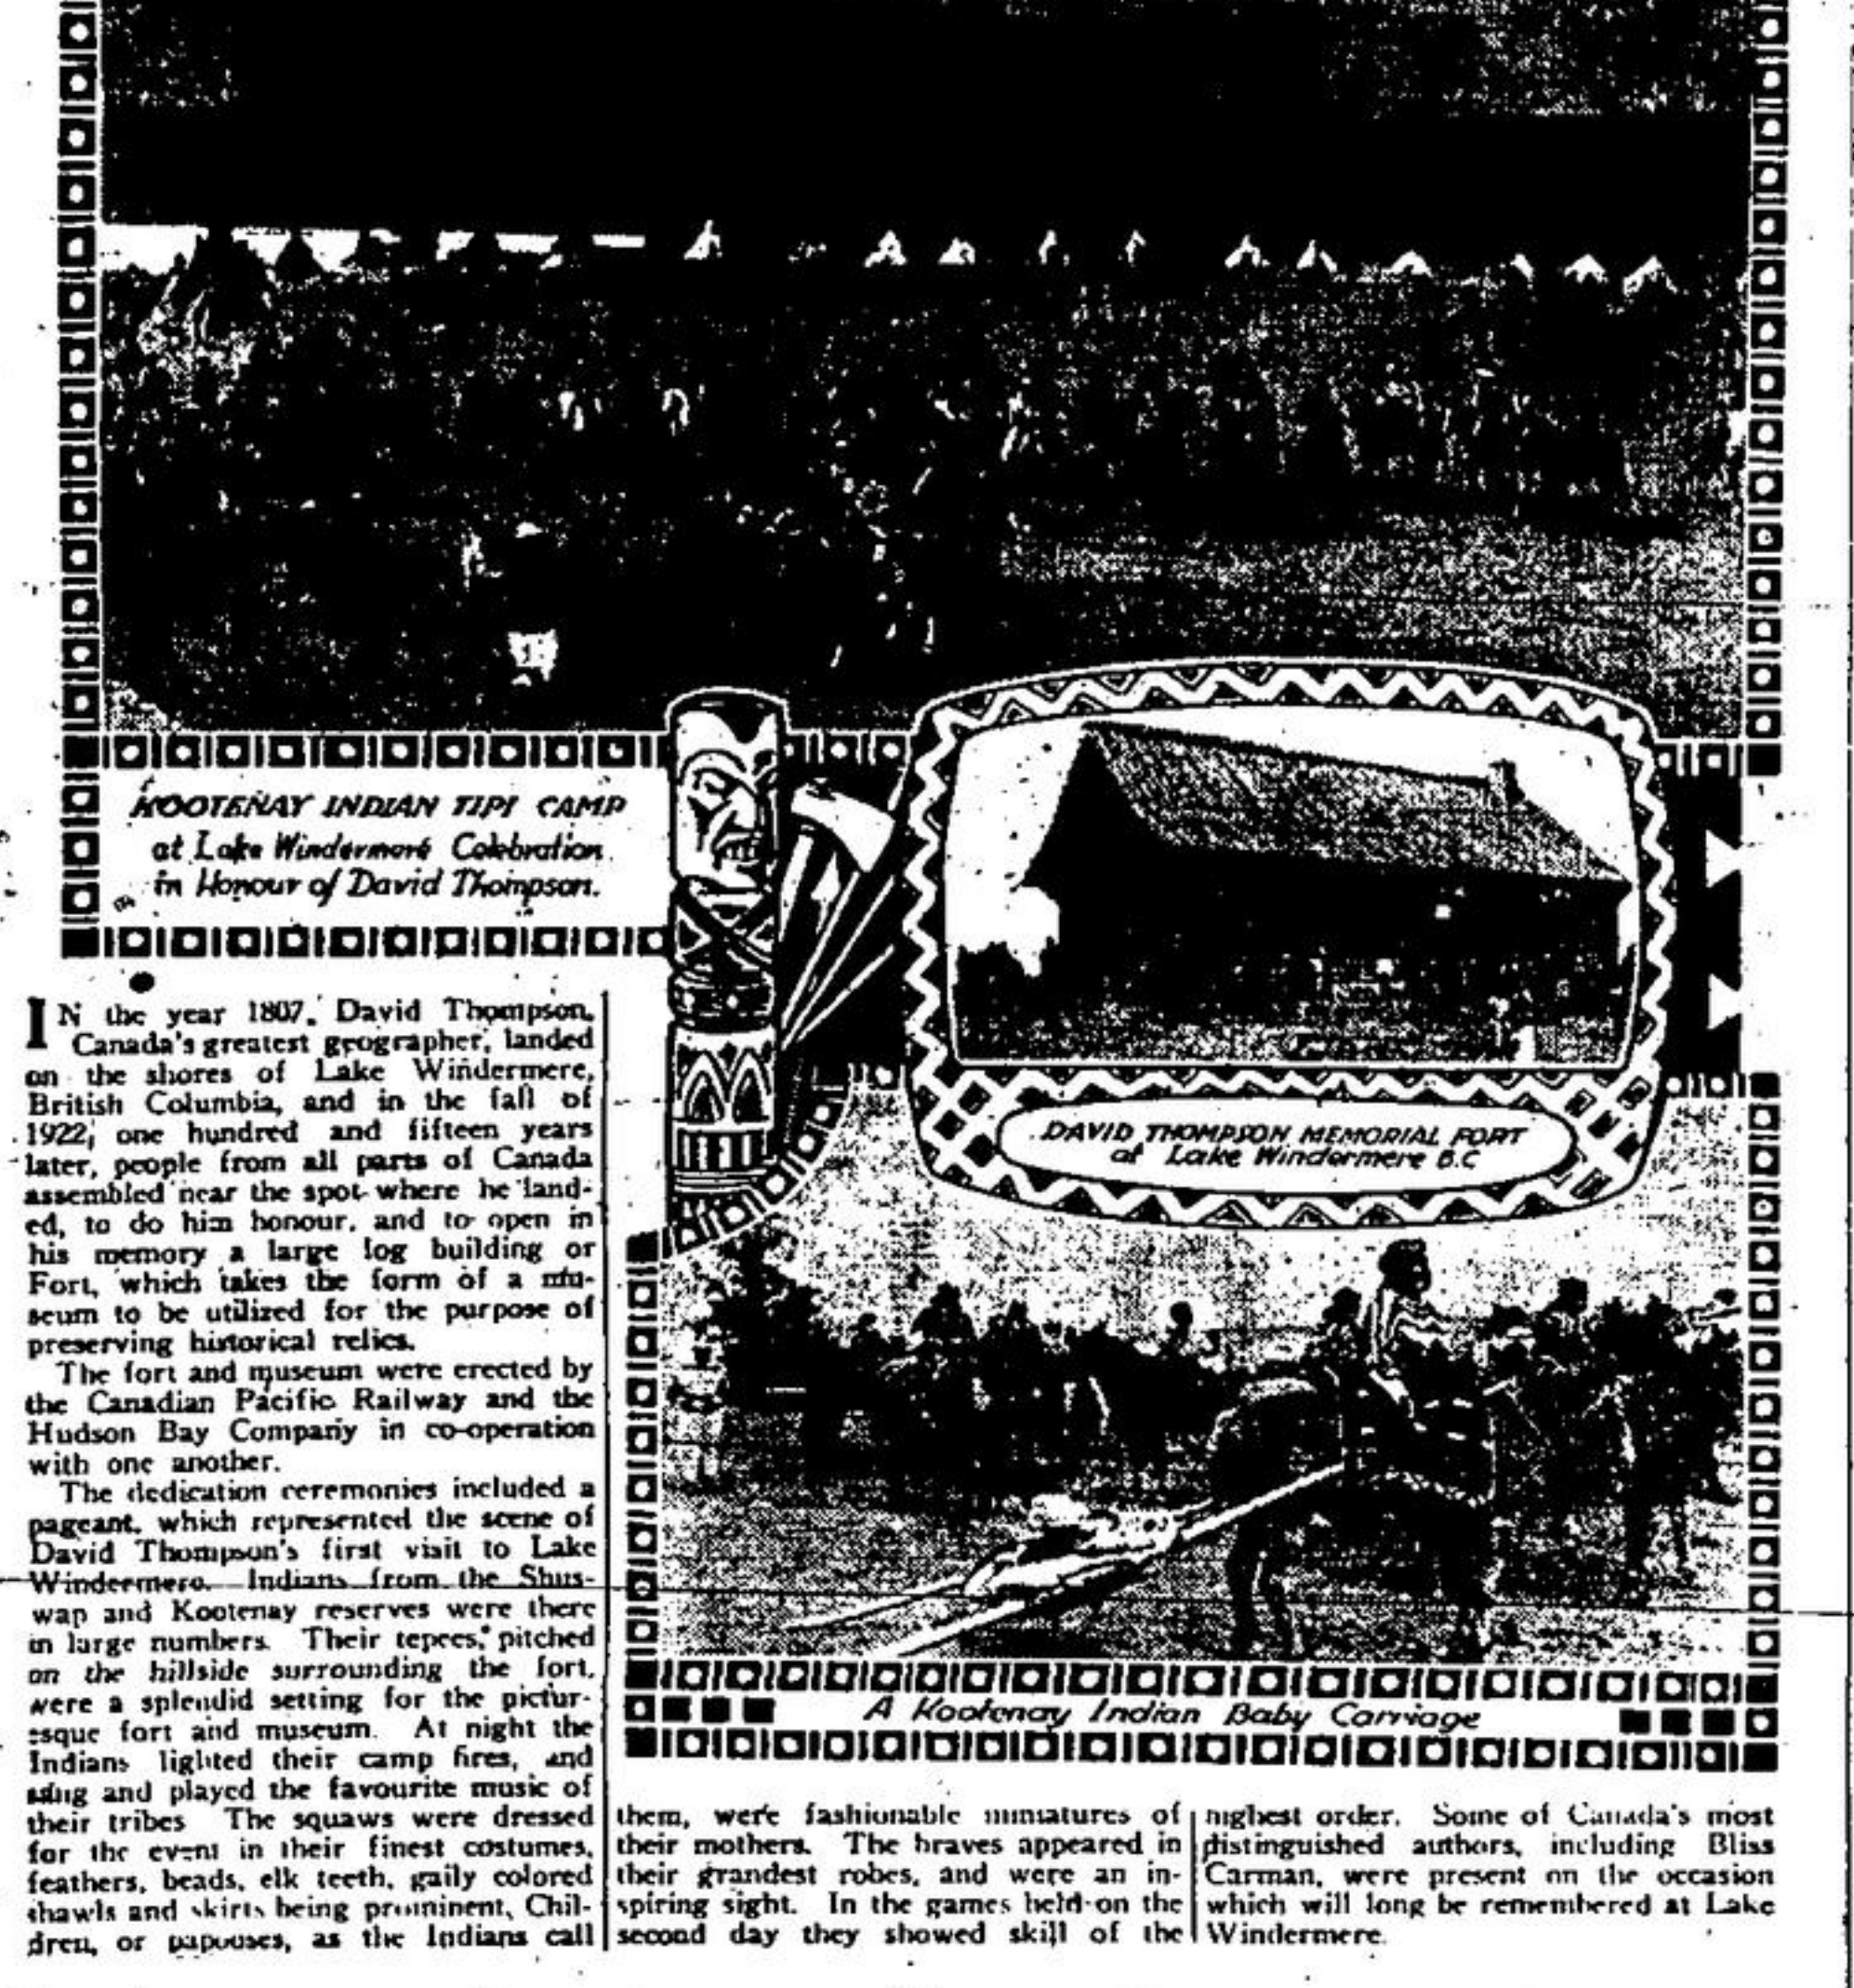 KOOTENAY INDIAN TIPI CAMP
at Lake Windermere Celebration
in Honour of David Thompson.
DAVID THOMPSON MEMORIAL FORT
at Lake Windermere B.C
A Kootenay Indian Baby Carriage
IN the year 1807, David Thompson,
Canada's greatest geographer, landed
on the shores of Lake Windermere,
British Columbia, and in the fall of
1922, one hundred and fifteen years
later, people from all parts of Canada
assembled near the spot where he land-
ed, to do him honour, and to open in
his memory a large log building or
Fort, which takes the form of a mu-
seum to be utilized for the purpose of
preserving historical relics.
The fort and museum were erected by
the Canadian Pacific Railway and the
Hudson Bay Company in co-operation
with one another.
The dedication ceremonies included a
pageant, which represented the scene of
David Thompson's first visit to Lake
Windermere. Indians from the Shus-
wap and Kootenay reserves were there
in large numbers. Their tepees, pitched
on the hillside surrounding the fort,
were a splendid setting for the pictur-
esque fort and museum. At night the
Indians lighted their camp fires, and
sang and played the favourite music of
their tribes The squaws were dressed
for the event in their finest costumes,
feathers, beads, elk teeth, gaily colored
shawls and skirts being prominent. Chil-
dren, or papouses, as the Indians call
them, were fashionable miniatures of
their mothers. The braves appeared in
their grandest robes, and were an in-
spiring sight. In the games held on the
second day they showed skill of the
highest order. Some of Canada's most
distinguished authors, including Bliss
Carman, were present on the occasion
which will long be remembered at Lake
Windermere.